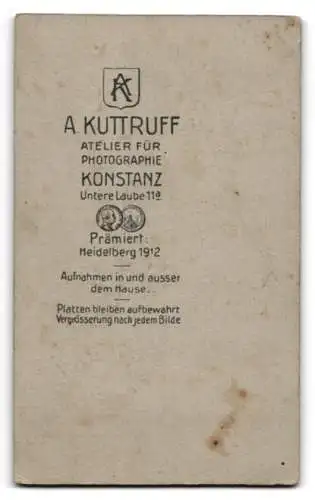 AK
A. KUTTRUFF
ATELIER FÜR
PHOTOGRAPHIE
KONSTANZ
Untere Laube 11a
Prämiert:
Heidelberg 1912
Aufnahmen in und ausser
dem Hause..
Platten bleiben aufbewahrt
Vergrösserung nach jedem Bilde